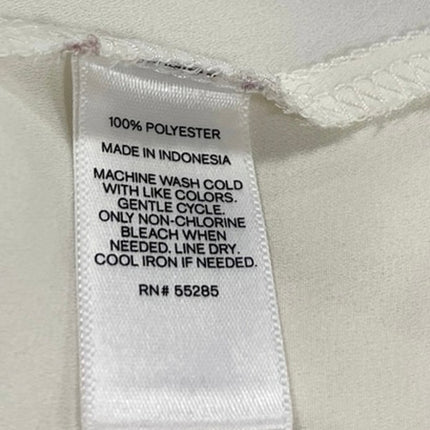 100% POLYESTER
MADE IN INDONESIA
MACHINE WASH COLD
WITH LIKE COLORS.
GENTLE CYCLE.
ONLY NON-CHLORINE
BLEACH WHEN
NEEDED. LINE DRY.
COOL IRON IF NEEDED.
RN# 55285